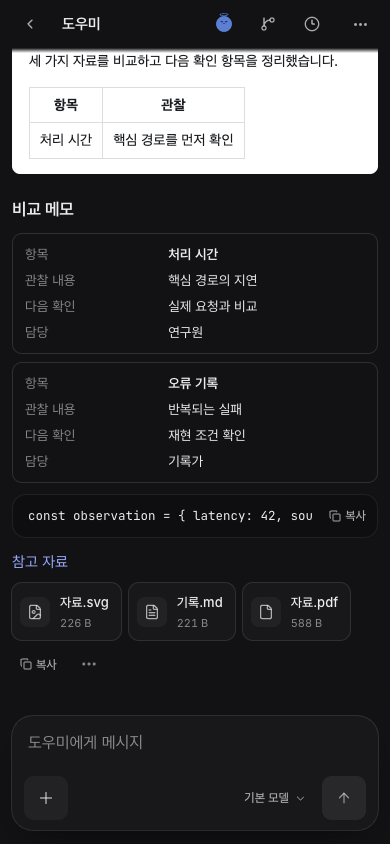 도우미
세 가지 자료를 비교하고 다음 확인 항목을 정리했습니다.
항목 관찰
처리 시간 핵심 경로를 먼저 확인
비교 메모
항목 처리 시간
관찰 내용 핵심 경로의 지연
다음 확인 실제 요청과 비교
담당 연구원
항목 오류 기록
관찰 내용 반복되는 실패
다음 확인 재현 조건 확인
담당 기록가
const observation = { latency: 42, sou 복사
참고 자료
자료.svg 기록.md 자료.pdf
226 B 221 B 588 B
복사
도우미에게 메시지
기본 모델